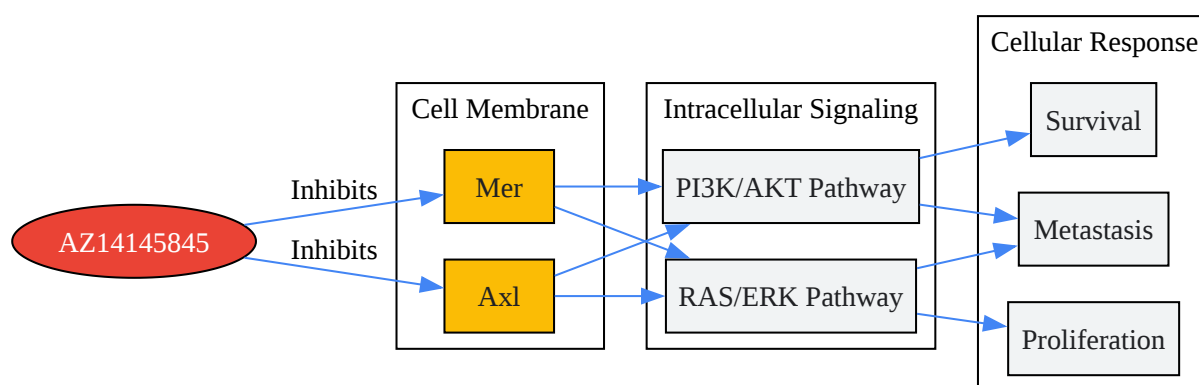 Cellular Response
Cell Membrane
Intracellular Signaling
Survival
Inhibits
Mer
PI3K/AKT Pathway
AZ14145845
Metastasis
Inhibits
Axl
RAS/ERK Pathway
Proliferation